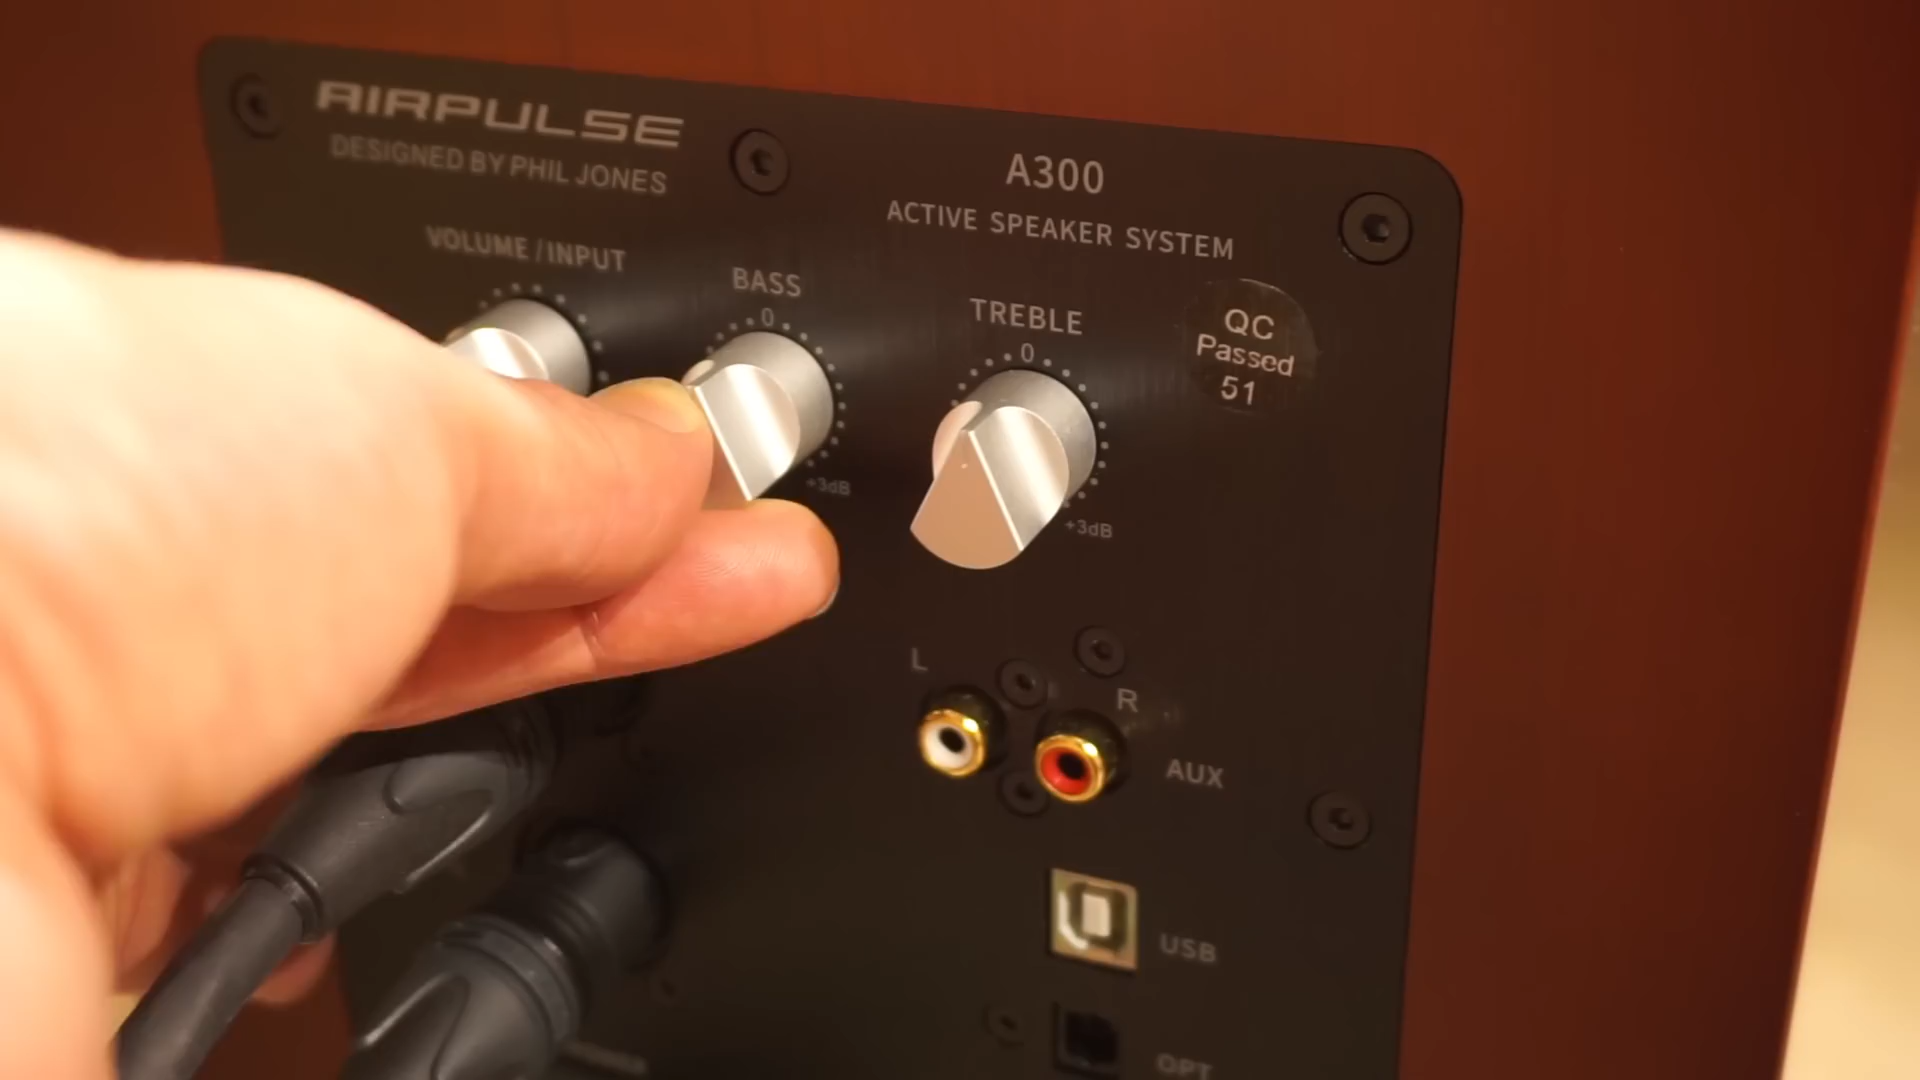 AIRPULSE
DESIGNED BY PHIL JONES
A300
ACTIVE SPEAKER SYSTEM
VOLUME / INPUT
BASS
0
+3dB
TREBLE
0
+3dB
QC
Passed
51
L
R
AUX
USB
OPT